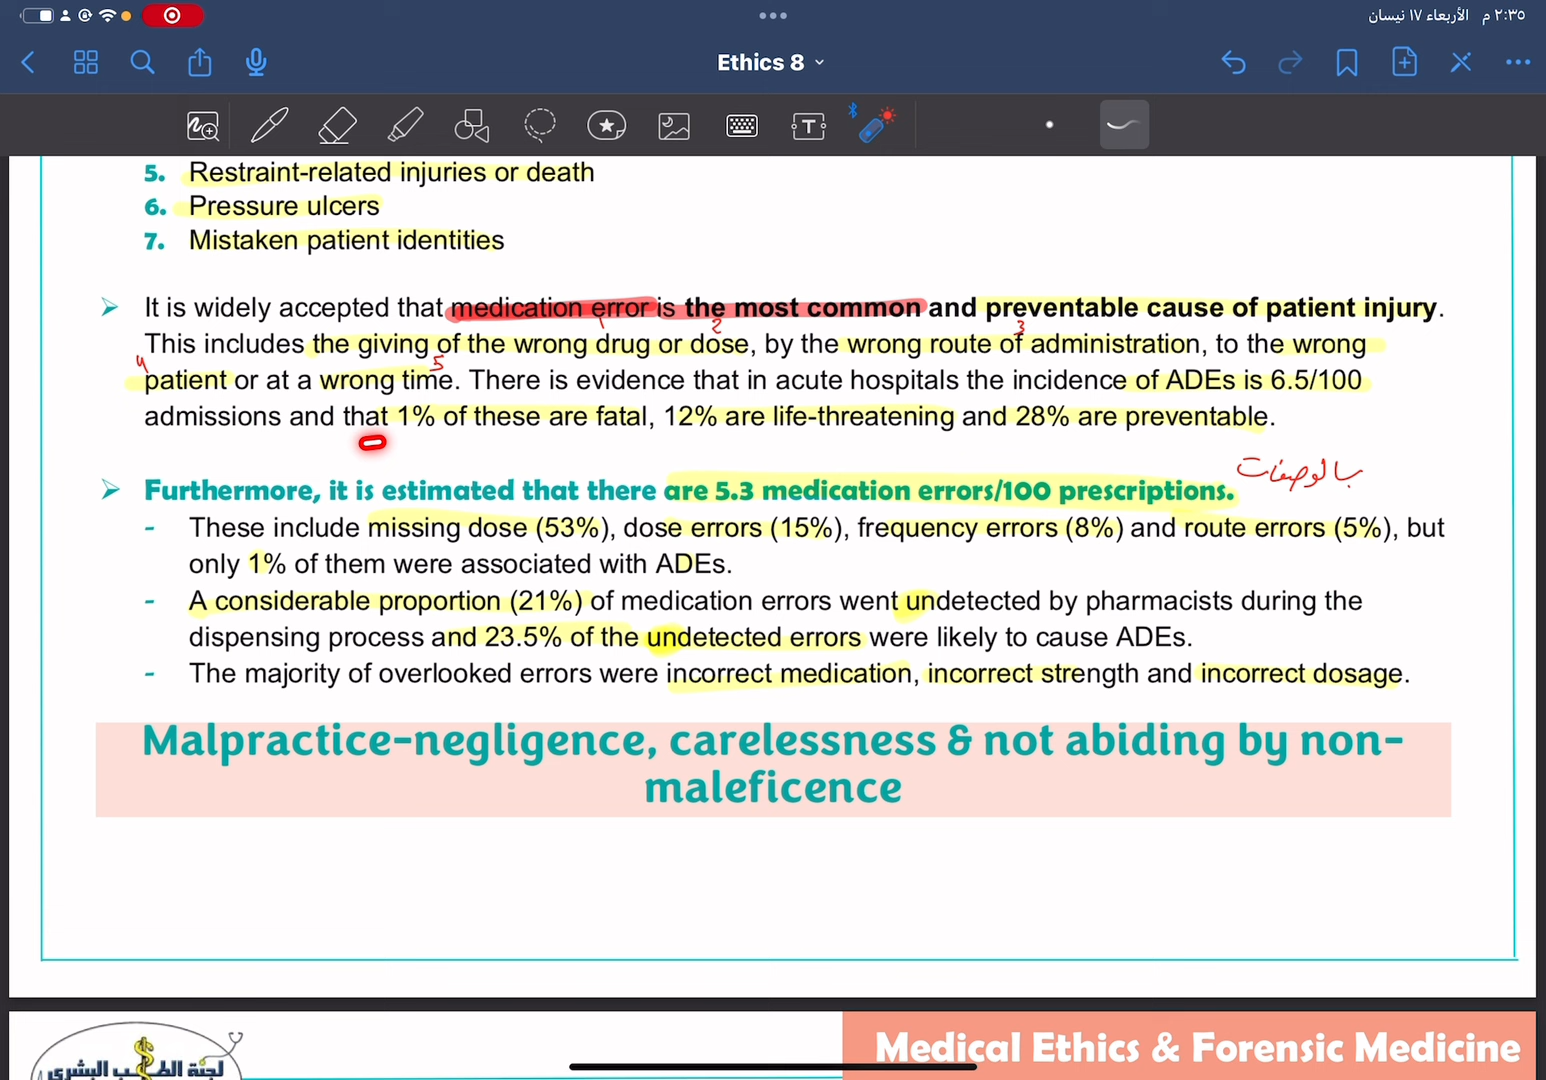 ٢:٣٥ م الأربعاء ١٧ نيسان
Ethics 8
5. Restraint-related injuries or death
6. Pressure ulcers
7. Mistaken patient identities
It is widely accepted that medication error is the most common and preventable cause of patient injury.
1 2 3
This includes the giving of the wrong drug or dose, by the wrong route of administration, to the wrong
4 5
patient or at a wrong time. There is evidence that in acute hospitals the incidence of ADEs is 6.5/100
admissions and that 1% of these are fatal, 12% are life-threatening and 28% are preventable.
بالوصفات
Furthermore, it is estimated that there are 5.3 medication errors/100 prescriptions.
- These include missing dose (53%), dose errors (15%), frequency errors (8%) and route errors (5%), but
only 1% of them were associated with ADEs.
- A considerable proportion (21%) of medication errors went undetected by pharmacists during the
dispensing process and 23.5% of the undetected errors were likely to cause ADEs.
- The majority of overlooked errors were incorrect medication, incorrect strength and incorrect dosage.
Malpractice-negligence, carelessness & not abiding by non-
maleficence
Medical Ethics & Forensic Medicine
لجنة الطب البشري